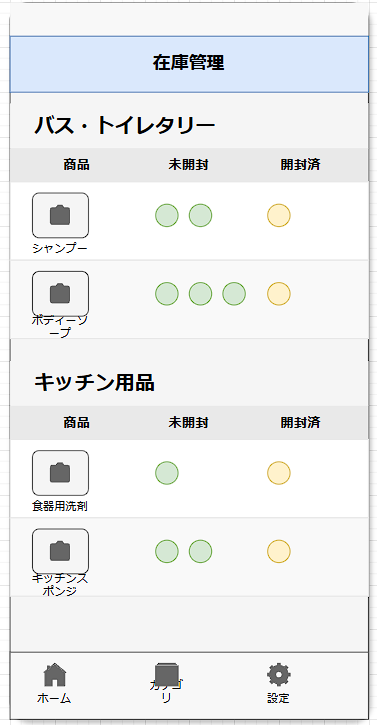 在庫管理
バス・トイレタリー
商品 未開封 開封済
シャンプー
ボディーソ
ープ
キッチン用品
商品 未開封 開封済
食器用洗剤
キッチンス
ポンジ
ホーム カテゴ 設定
リ